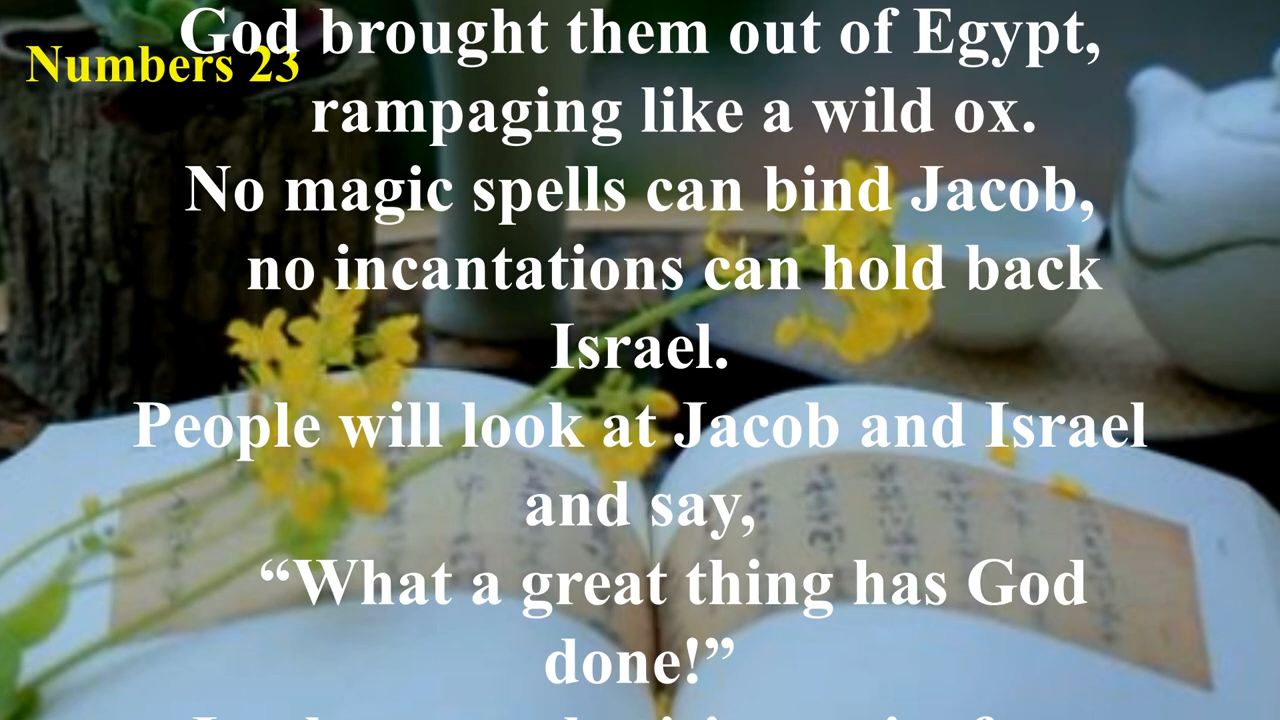 Numbers 23
God brought them out of Egypt,
rampaging like a wild ox.
No magic spells can bind Jacob,
no incantations can hold back
Israel.
People will look at Jacob and Israel
and say,
“What a great thing has God
done!”